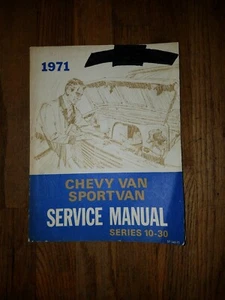 1971
CHEVY VAN
SPORTVAN
SERVICE MANUAL
SERIES 10-30